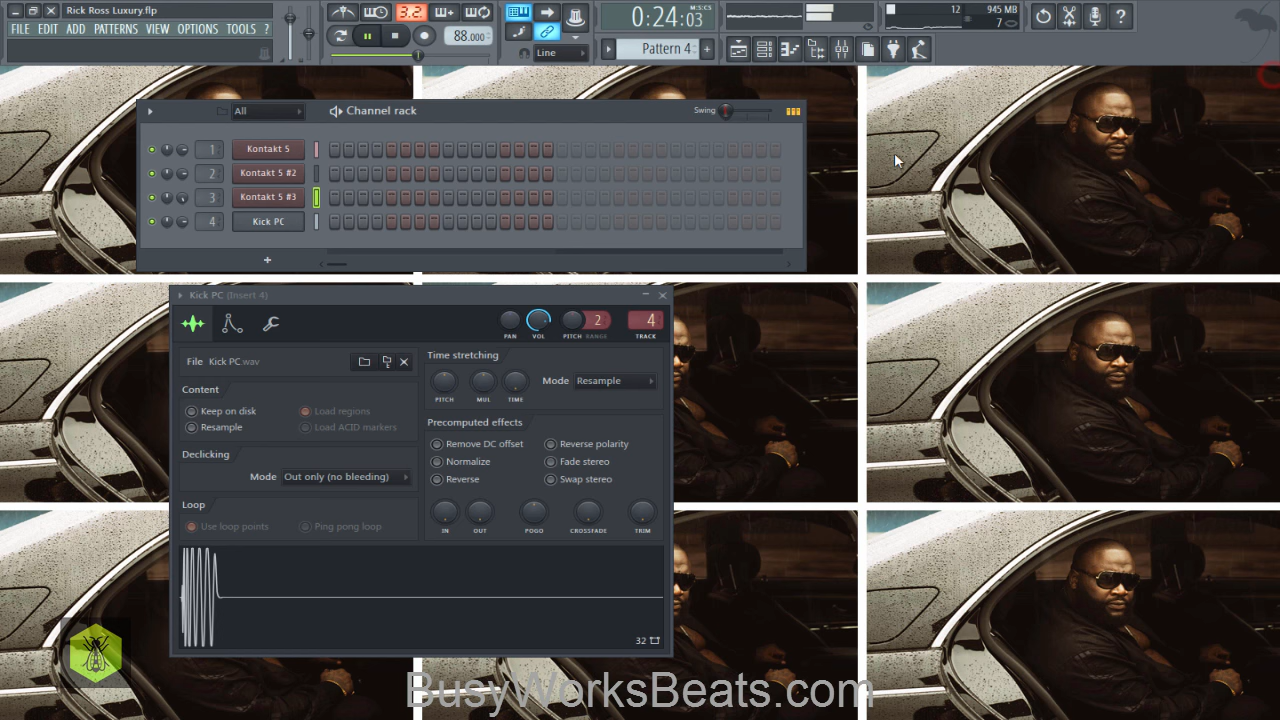 Rick Ross Luxury.flp
FILE EDIT ADD PATTERNS VIEW OPTIONS TOOLS ?
3.2
88.000
Line
0:24:03
M:S:CS
Pattern 4
12
945 MB
7
All
Channel rack
Swing
1 Kontakt 5
2 Kontakt 5 #2
3 Kontakt 5 #3
4 Kick PC
Kick PC (Insert 4)
2
4
PAN VOL PITCH RANGE TRACK
File Kick PC.wav
Time stretching
PITCH MUL TIME
Mode Resample
Content
Keep on disk
Load regions
Resample
Load ACID markers
Precomputed effects
Remove DC offset
Reverse polarity
Normalize
Fade stereo
Reverse
Swap stereo
Declicking
Mode Out only (no bleeding)
Loop
Use loop points
Ping pong loop
IN OUT POGO CROSSFADE TRIM
32
BusyWorksBeats.com